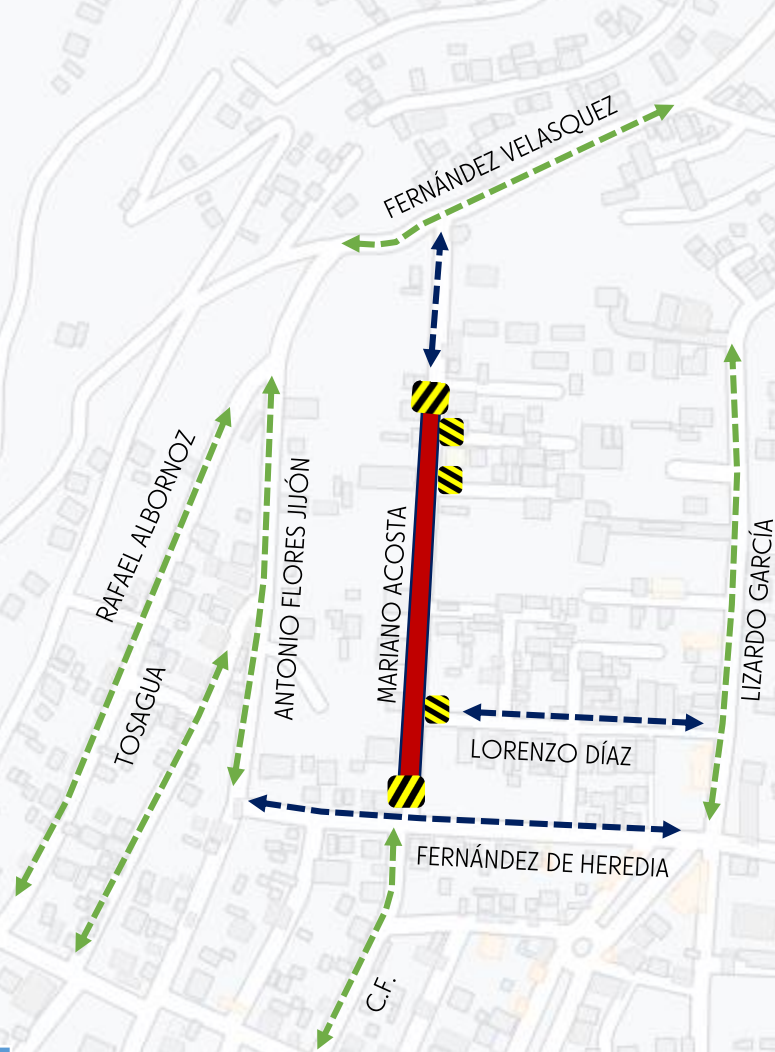 FERNÁNDEZ VELASQUEZ
RAFAEL ALBORNOZ
ANTONIO FLORES JIJÓN
MARIANO ACOSTA
LIZARDO GARCÍA
TOSAGUA
LORENZO DÍAZ
FERNÁNDEZ DE HEREDIA
C.F.